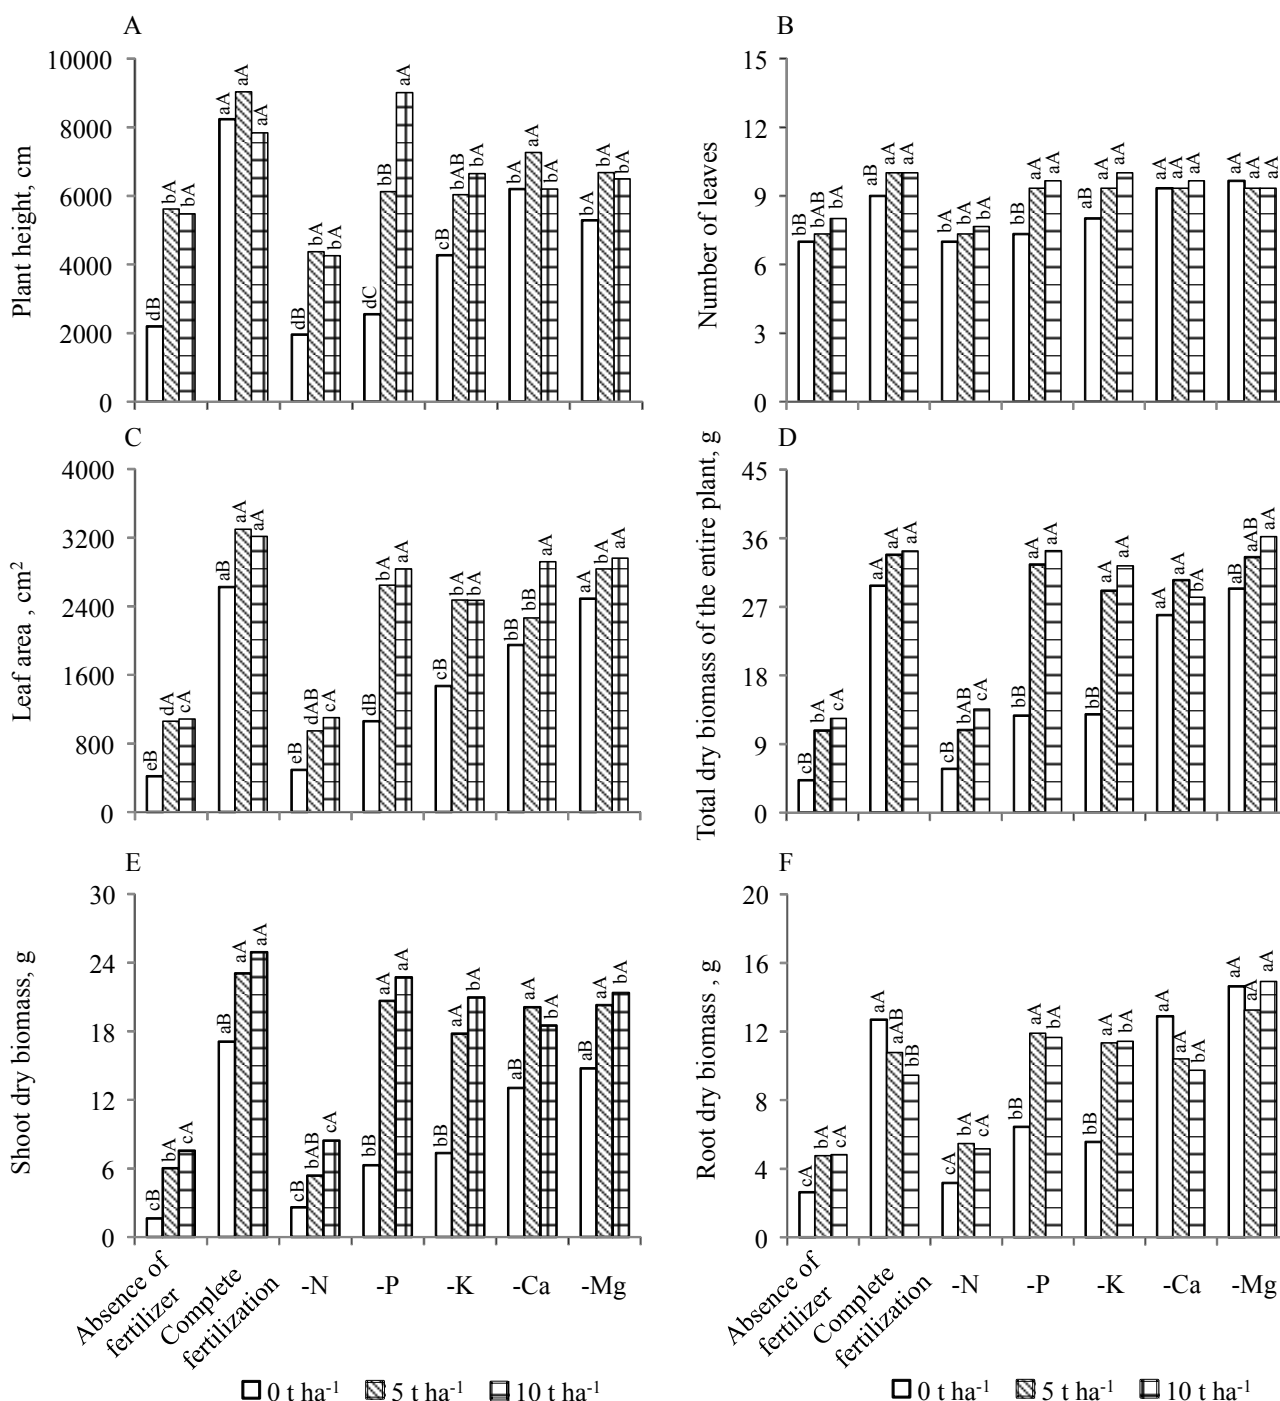 A
Plant height, cm
10000
8000
6000
4000
2000
0
dB bA bA
aA aA aA
dB bA bA
dC bB aA
cB bAB bA
bA aA bA
bA bA bA
B
Number of leaves
15
12
9
6
3
0
bB bAB bA
aB aA aA
bA bA bA
bB aA aA
aB aA aA
aA aA aA
aA aA aA
C
Leaf area , cm²
4000
3200
2400
1600
800
0
eB dA cA
aB aA aA
eB dAB cA
dB bA aA
cB bA bA
bB bB aA
aA bA aA
D
Total dry biomass of the entire plant, g
45
36
27
18
9
0
cB bA cA
aA aA aA
cB bAB cA
bB aA aA
bB aA aA
aA aA bA
aB aAB aA
E
Shoot dry biomass, g
30
24
18
12
6
0
cB bA cA
aB aA aA
cB bAB cA
bB aA aA
bB aA bA
aB aA bA
aB aA bA
Absence of
fertilizer
Complete
fertilization
-N
-P
-K
-Ca
-Mg
0 t ha⁻¹ 5 t ha⁻¹ 10 t ha⁻¹
F
Root dry biomass , g
20
16
12
8
4
0
cA bA cA
aA aAB bB
cA bA cA
bB aA bA
bB aA bA
aA aA bA
aA aA aA
Absence of
fertilizer
Complete
fertilization
-N
-P
-K
-Ca
-Mg
0 t ha⁻¹ 5 t ha⁻¹ 10 t ha⁻¹